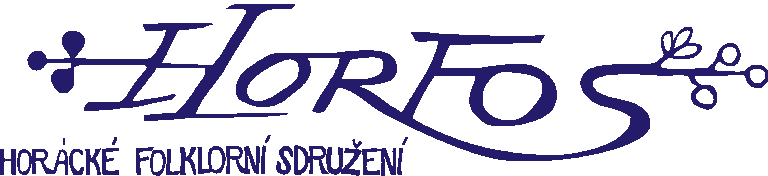 HORFOS
HORÁCKÉ FOLKLORNÍ SDRUŽENÍ